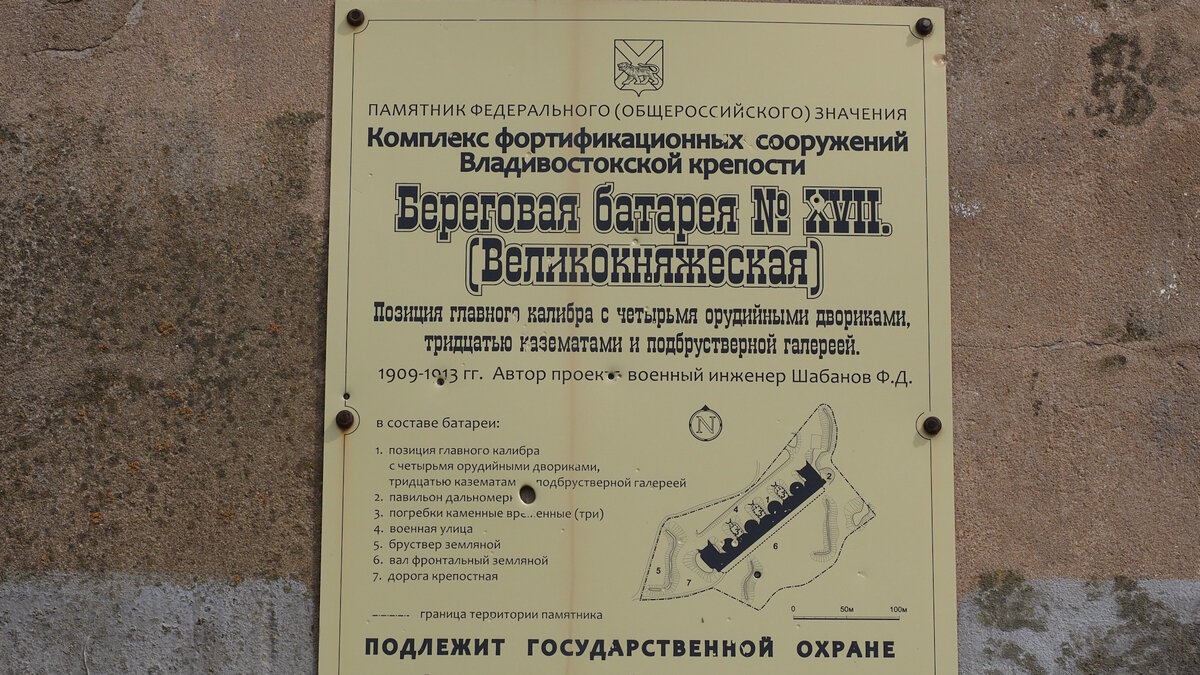 ПАМЯТНИК ФЕДЕРАЛЬНОГО (ОБЩЕРОССИЙСКОГО) ЗНАЧЕНИЯ
Комплекс фортификационных сооружений
Владивостокской крепости
Береговая батарея № XVII.
(Великокняжеская)
Позиция главного калибра с четырьмя орудийными двориками,
тридцатью казематами и подбрустверной галереей.
1909-1913 гг. Автор проекта военный инженер Шабанов Ф.Д.
в составе батареи:
1. позиция главного калибра
с четырьмя орудийными двориками,
тридцатью казематам подбрустверной галереей
2. павильон дальномерн
3. погребки каменные временные (три)
4. военная улица
5. бруствер земляной
6. вал фронтальный земляной
7. дорога крепостная
N
2
1
4
6
5
7
0 50м 100м
граница территории памятника
ПОДЛЕЖИТ ГОСУДАРСТВЕННОЙ ОХРАНЕ